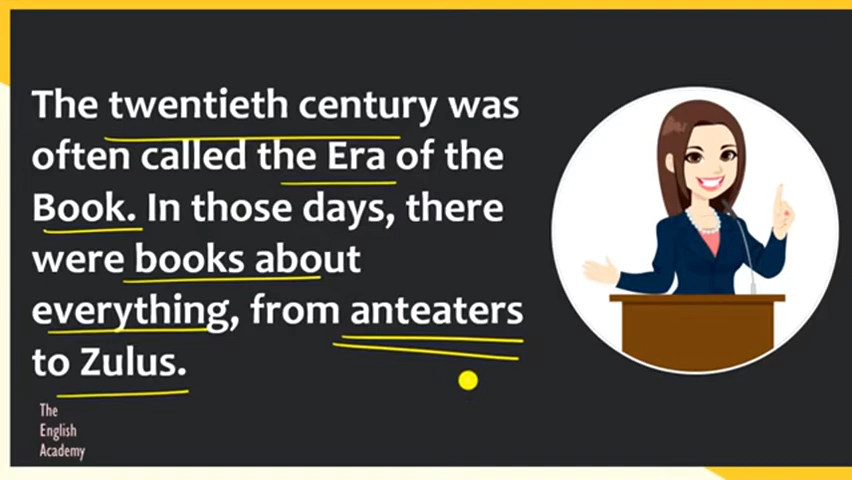 The twentieth century was
often called the Era of the
Book. In those days, there
were books about
everything, from anteaters
to Zulus.
The
English
Academy